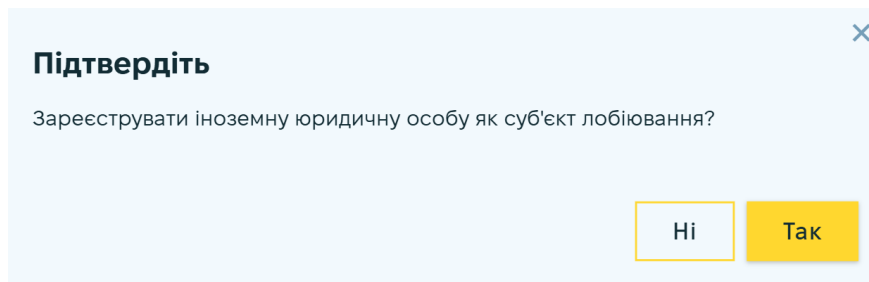 Підтвердіть
Зареєструвати іноземну юридичну особу як суб'єкт лобіювання?
Ні
Так